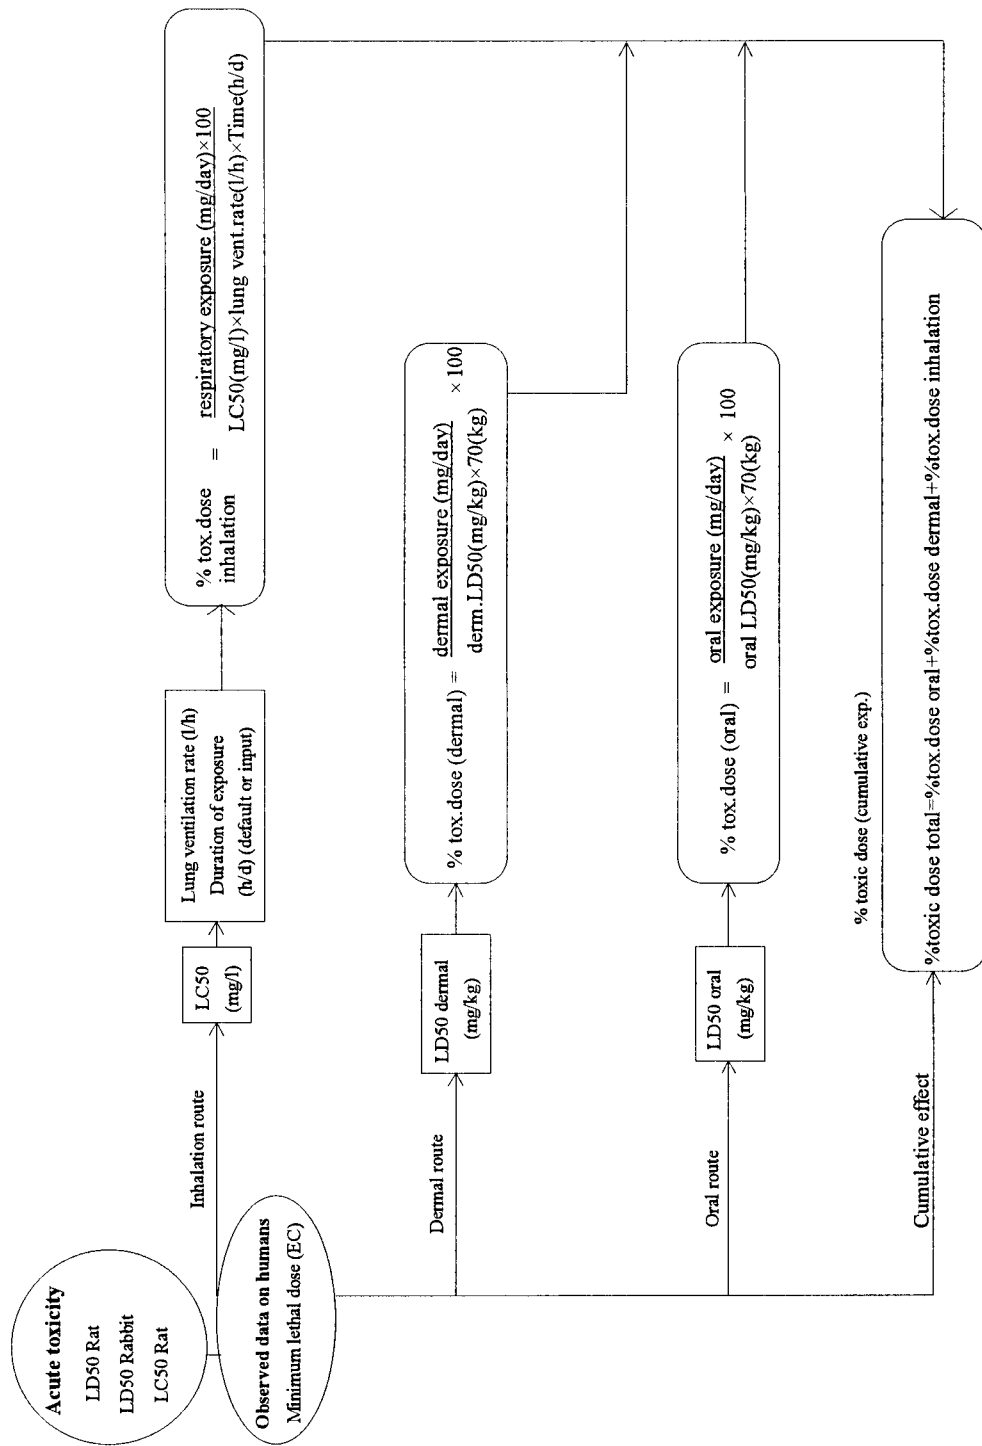 Acute toxicity
LD50 Rat
LD50 Rabbit
LC50 Rat
Observed data on humans
Minimum lethal dose (EC)
Inhalation route
LC50
(mg/l)
Lung ventilation rate (l/h)
Duration of exposure
(h/d) (default or input)
% tox.dose = respiratory exposure (mg/day)×100
inhalation LC50(mg/l)×lung vent.rate(l/h)×Time(h/d)
Dermal route
LD50 dermal
(mg/kg)
% tox.dose (dermal) = dermal exposure (mg/day) × 100
derm.LD50(mg/kg)×70(kg)
Oral route
LD50 oral
(mg/kg)
% tox.dose (oral) = oral exposure (mg/day) × 100
oral LD50(mg/kg)×70(kg)
Cumulative effect
% toxic dose (cumulative exp.)
%toxic dose total=%tox.dose oral+%tox.dose dermal+%tox.dose inhalation